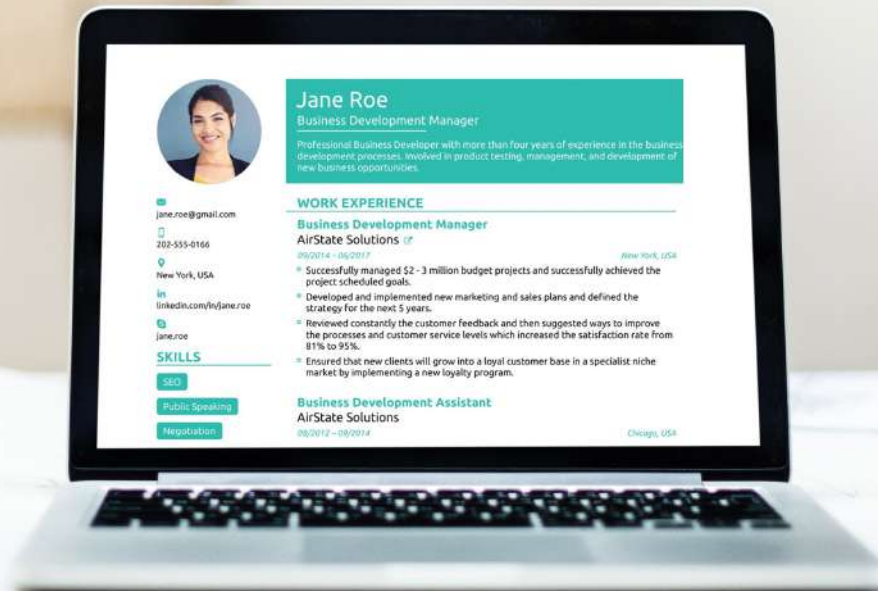 Jane Roe
Business Development Manager
Professional Business Developer with more than four years of experience in the business
development processes. Involved in product testing, management, and development of
new business opportunities.
jane.roe@gmail.com
202-555-0166
New York, USA
in
linkedin.com/in/jane.roe
jane.roe
SKILLS
SEO
Public Speaking
Negotiation
WORK EXPERIENCE
Business Development Manager
AirState Solutions
09/2014 – 06/2017
New York, USA
Successfully managed $2 - 3 million budget projects and successfully achieved the
project scheduled goals.
Developed and implemented new marketing and sales plans and defined the
strategy for the next 5 years.
Reviewed constantly the customer feedback and then suggested ways to improve
the processes and customer service levels which increased the satisfaction rate from
81% to 95%.
Ensured that new clients will grow into a loyal customer base in a specialist niche
market by implementing a new loyalty program.
Business Development Assistant
AirState Solutions
08/2012 – 09/2014
Chicago, USA